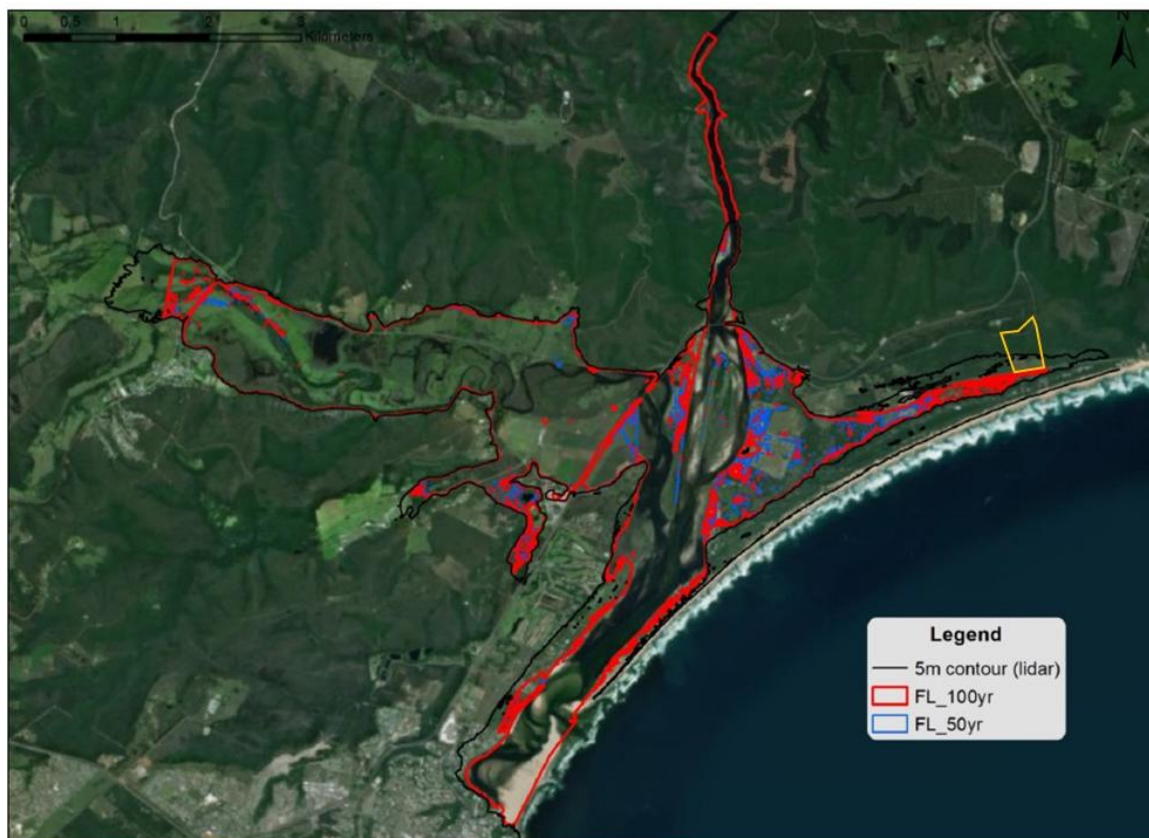 0 0,5 1 2 3
Kilometers
N
Legend
5m contour (lidar)
FL_100yr
FL_50yr